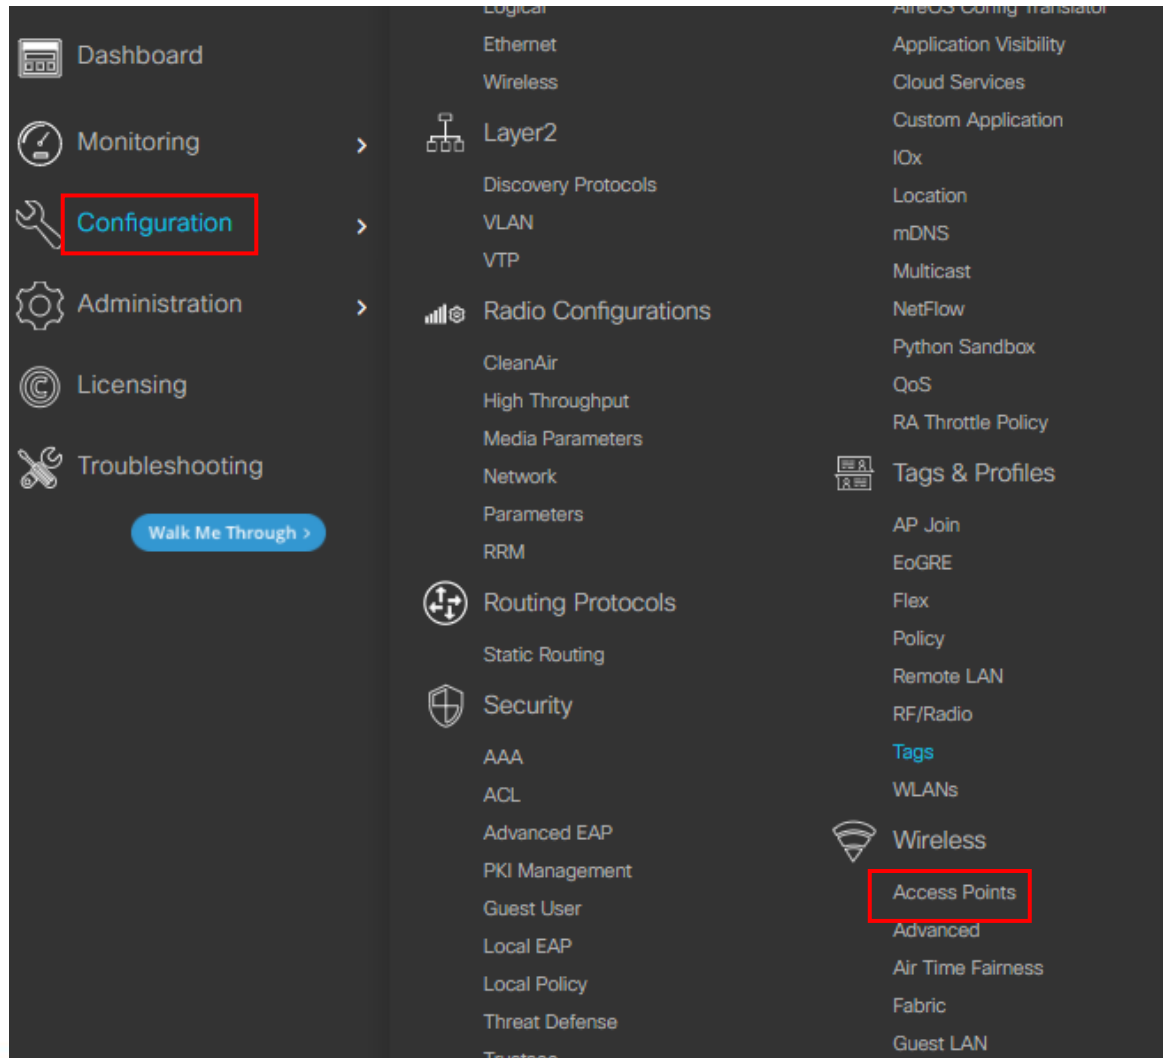 Dashboard
Monitoring
Configuration
Administration
Licensing
Troubleshooting
Walk Me Through >
Logical
Ethernet
Wireless
Layer2
Discovery Protocols
VLAN
VTP
Radio Configurations
CleanAir
High Throughput
Media Parameters
Network
Parameters
RRM
Routing Protocols
Static Routing
Security
AAA
ACL
Advanced EAP
PKI Management
Guest User
Local EAP
Local Policy
Threat Defense
AireOS Config Translator
Application Visibility
Cloud Services
Custom Application
IOx
Location
mDNS
Multicast
NetFlow
Python Sandbox
QoS
RA Throttle Policy
Tags & Profiles
AP Join
EoGRE
Flex
Policy
Remote LAN
RF/Radio
Tags
WLANs
Wireless
Access Points
Advanced
Air Time Fairness
Fabric
Guest LAN